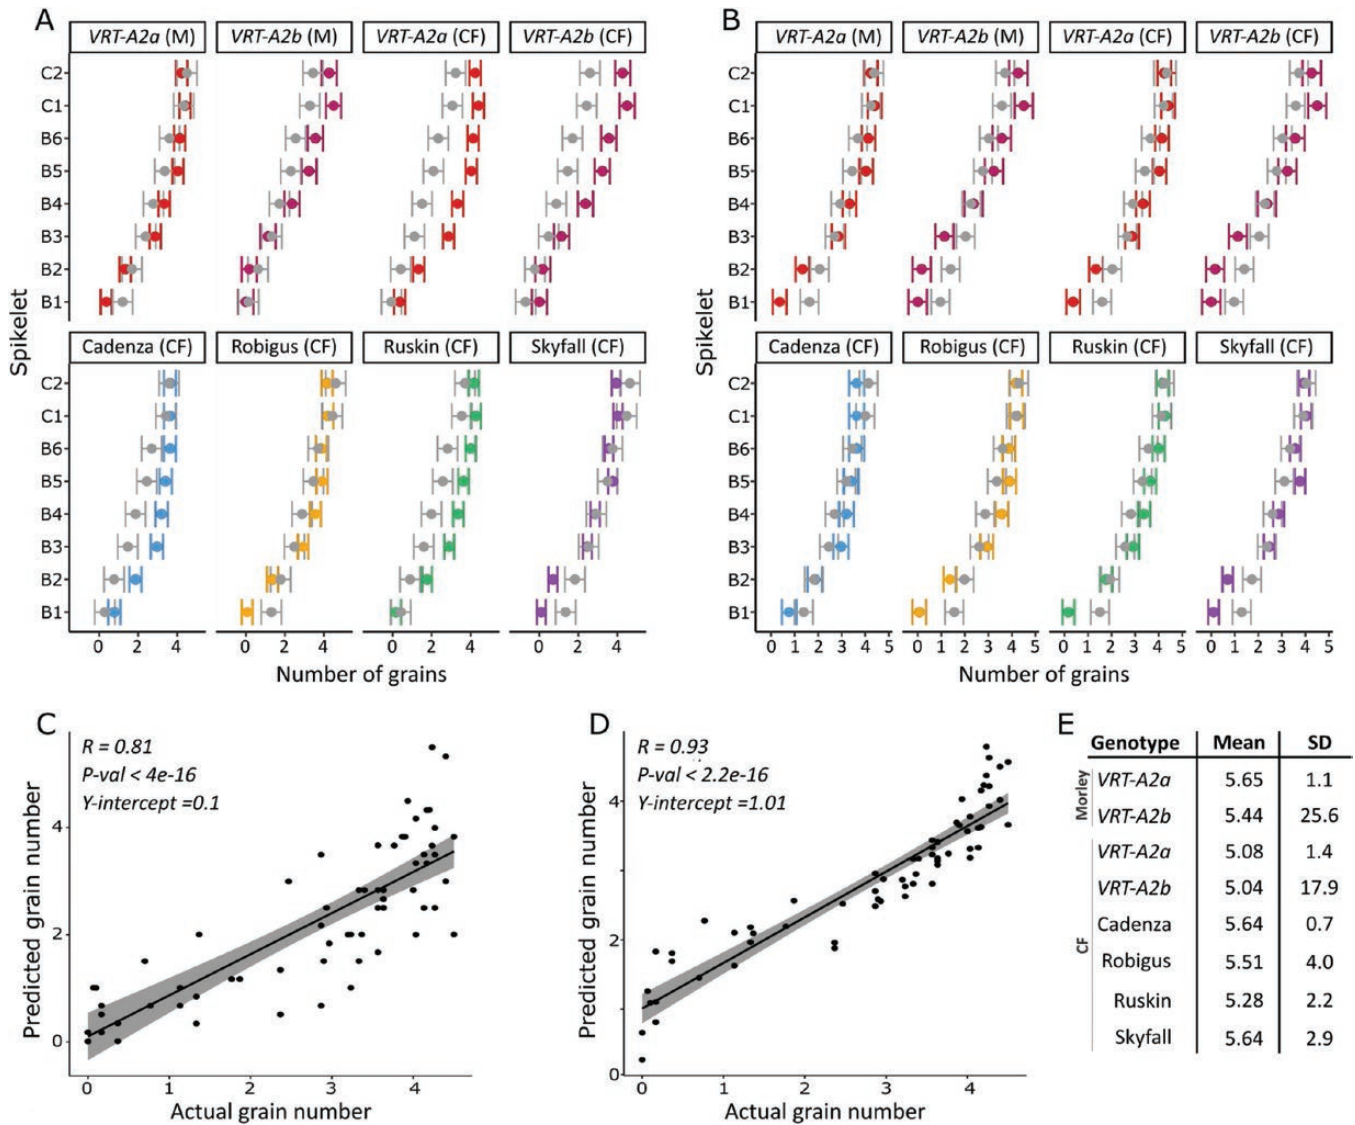 A
B
VRT-A2a (M)
VRT-A2b (M)
VRT-A2a (CF)
VRT-A2b (CF)
VRT-A2a (M)
VRT-A2b (M)
VRT-A2a (CF)
VRT-A2b (CF)
C2
C1
B6
B5
B4
B3
B2
B1
C2
C1
B6
B5
B4
B3
B2
B1
Spikelet
Spikelet
Cadenza (CF)
Robigus (CF)
Ruskin (CF)
Skyfall (CF)
Cadenza (CF)
Robigus (CF)
Ruskin (CF)
Skyfall (CF)
C2
C1
B6
B5
B4
B3
B2
B1
C2
C1
B6
B5
B4
B3
B2
B1
0 2 4
0 2 4
0 2 4
0 2 4
0 1 2 3 4 5
0 1 2 3 4 5
0 1 2 3 4 5
0 1 2 3 4 5
Number of grains
Number of grains
C
R = 0.81
P-val < 4e-16
Y-intercept =0.1
Predicted grain number
4
2
0
0 1 2 3 4
Actual grain number
D
R = 0.93
P-val < 2.2e-16
Y-intercept =1.01
Predicted grain number
4
2
0
0 1 2 3 4
Actual grain number
E
Genotype Mean SD
Morley
VRT-A2a 5.65 1.1
VRT-A2b 5.44 25.6
CF
VRT-A2a 5.08 1.4
VRT-A2b 5.04 17.9
Cadenza 5.64 0.7
Robigus 5.51 4.0
Ruskin 5.28 2.2
Skyfall 5.64 2.9